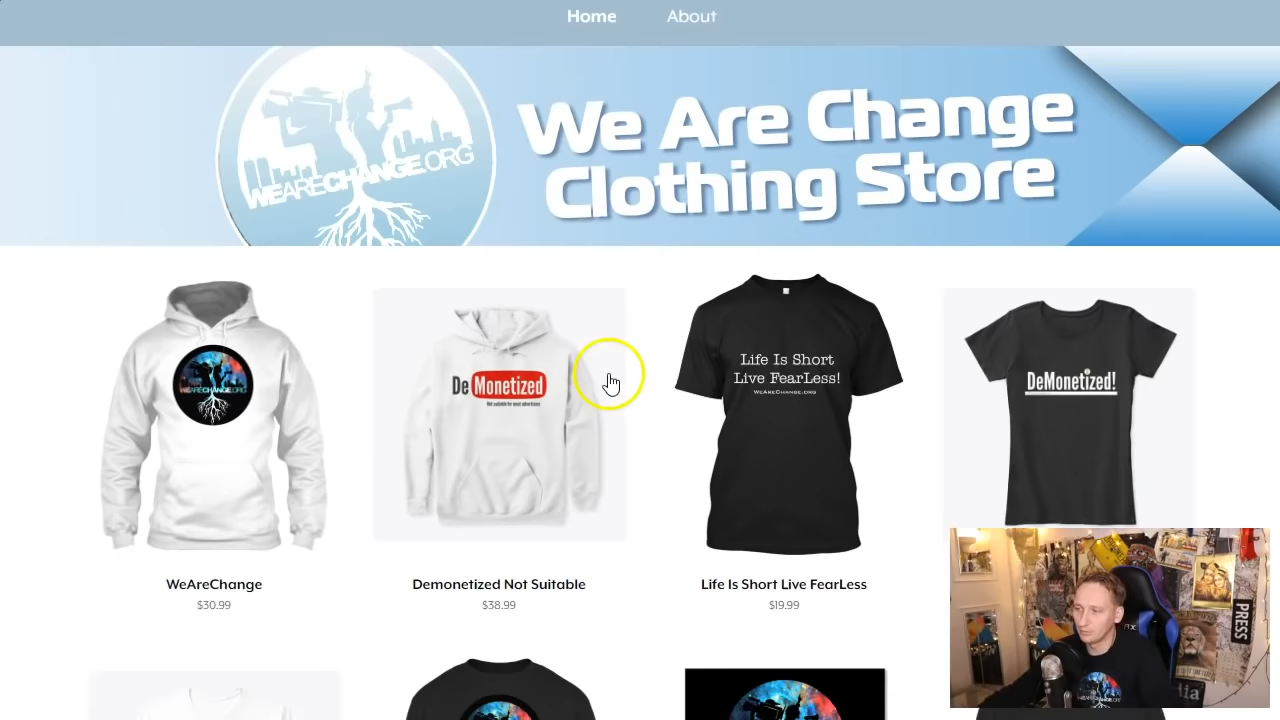 Home About
WEARECHANGE.ORG
We Are Change
Clothing Store
WEARECHANGE.ORG
DeMonetized
Not suitable for most advertisers
Life Is Short
Live FearLess!
WeAreChange.org
DeMonetized!
WeAreChange
$30.99
Demonetized Not Suitable
$38.99
Life Is Short Live FearLess
$19.99
PRESS